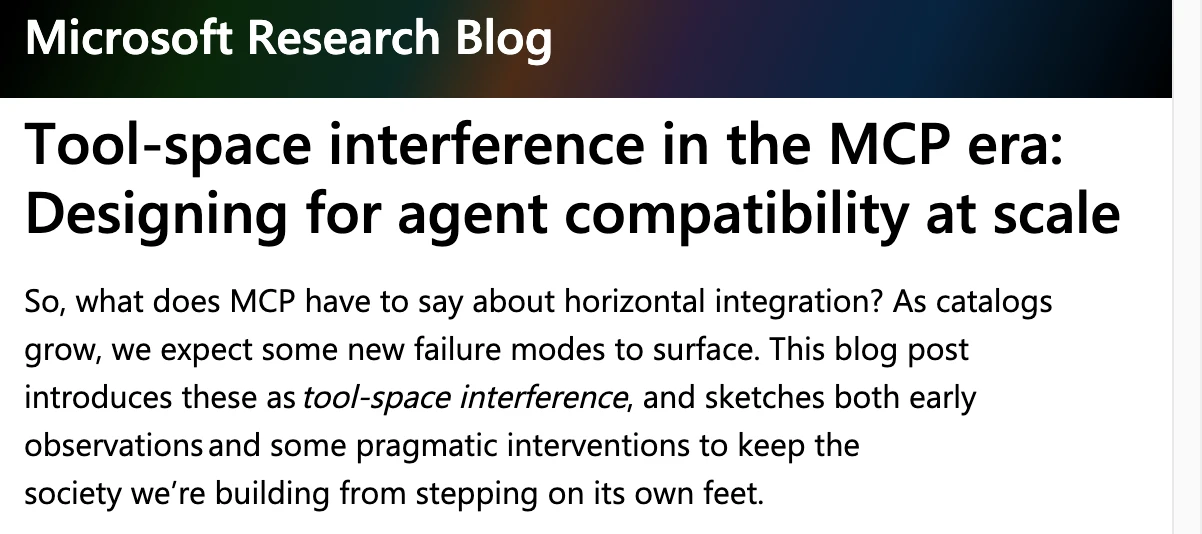 Microsoft Research Blog
Tool-space interference in the MCP era:
Designing for agent compatibility at scale
So, what does MCP have to say about horizontal integration? As catalogs
grow, we expect some new failure modes to surface. This blog post
introduces these as tool-space interference, and sketches both early
observations and some pragmatic interventions to keep the
society we’re building from stepping on its own feet.